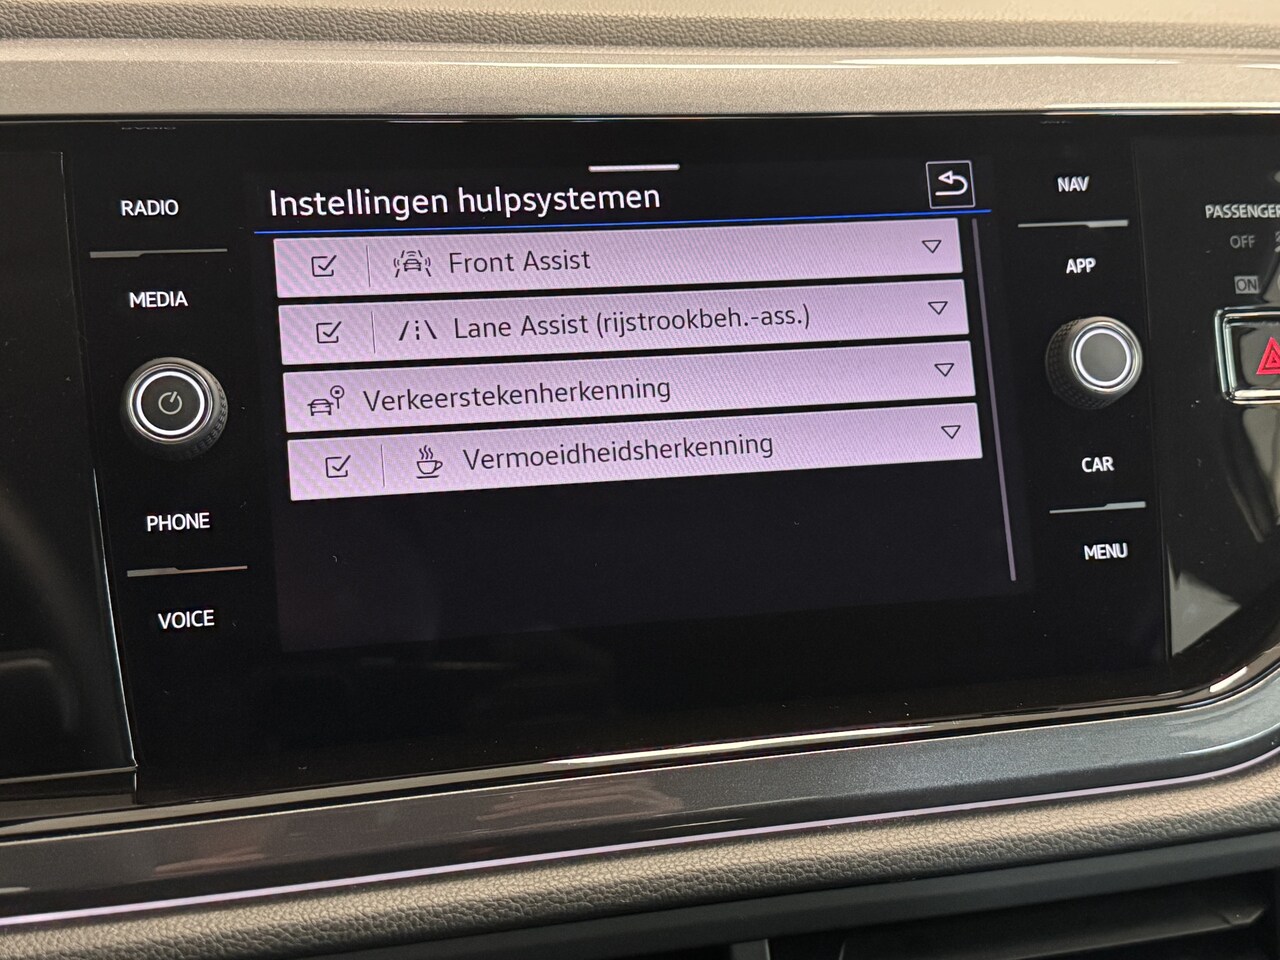 RADIO
MEDIA
PHONE
VOICE
Instellingen hulpsystemen
Front Assist
Lane Assist (rijstrookbeh.-ass.)
Verkeerstekenherkenning
Vermoeidheidsherkenning
NAV
APP
CAR
MENU
PASSENGER
OFF
ON